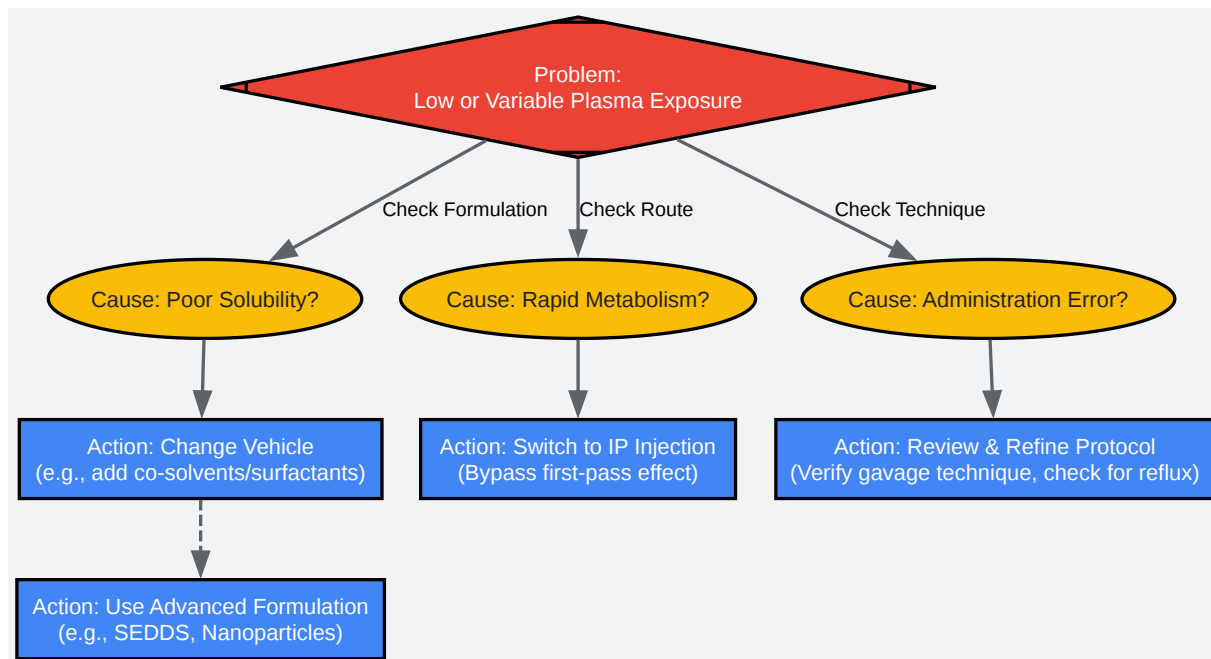 Problem:
Low or Variable Plasma Exposure
Check Formulation
Check Route
Check Technique
Cause: Poor Solubility?
Cause: Rapid Metabolism?
Cause: Administration Error?
Action: Change Vehicle
(e.g., add co-solvents/surfactants)
Action: Switch to IP Injection
(Bypass first-pass effect)
Action: Review & Refine Protocol
(Verify gavage technique, check for reflux)
Action: Use Advanced Formulation
(e.g., SEDDS, Nanoparticles)